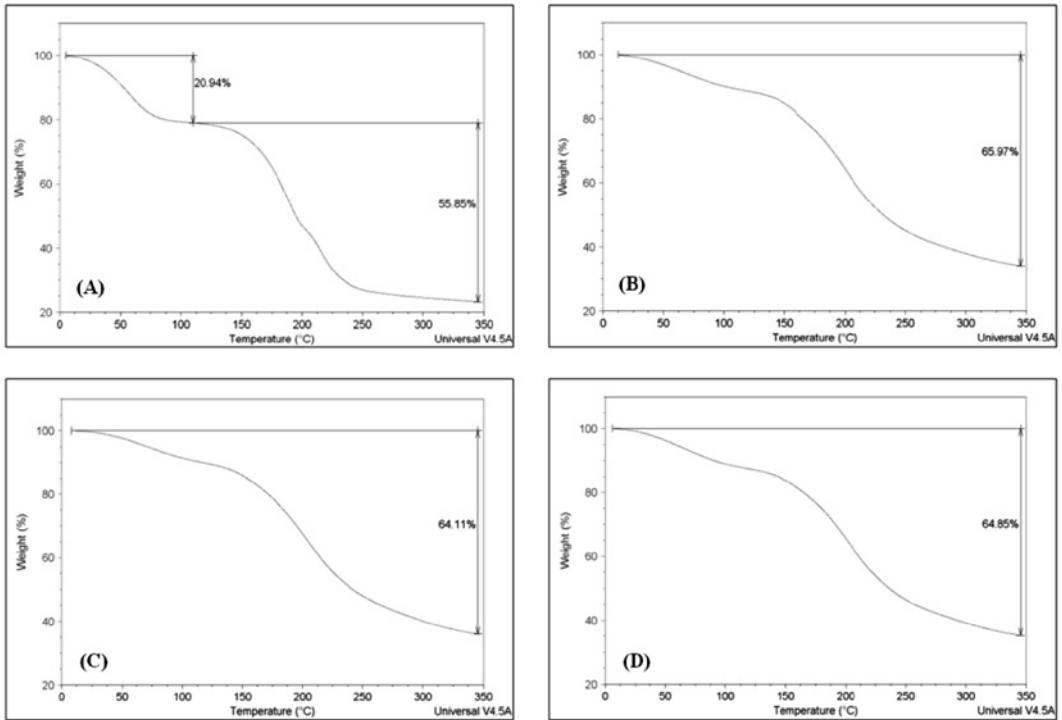 100
80
60
40
20
Weight (%)
20.94%
55.85%
(A)
0 50 100 150 200 250 300 350
Temperature (°C)
Universal V4.5A
100
80
60
40
20
Weight (%)
65.97%
(B)
0 50 100 150 200 250 300 350
Temperature (°C)
Universal V4.5A
100
80
60
40
20
Weight (%)
64.11%
(C)
0 50 100 150 200 250 300 350
Temperature (°C)
Universal V4.5A
100
80
60
40
20
Weight (%)
64.85%
(D)
0 50 100 150 200 250 300 350
Temperature (°C)
Universal V4.5A